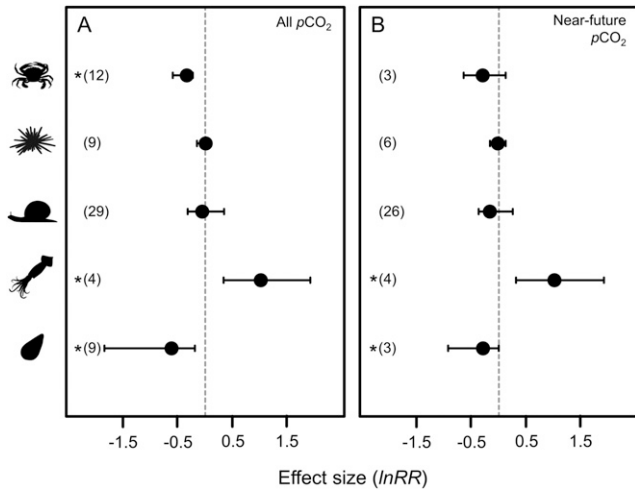 A
All pCO₂
*(12)
(9)
(29)
*(4)
*(9)
-1.5 -0.5 0.5 1.5
B
Near-future
pCO₂
(3)
(6)
(26)
*(4)
*(3)
-1.5 -0.5 0.5 1.5
Effect size (lnRR)